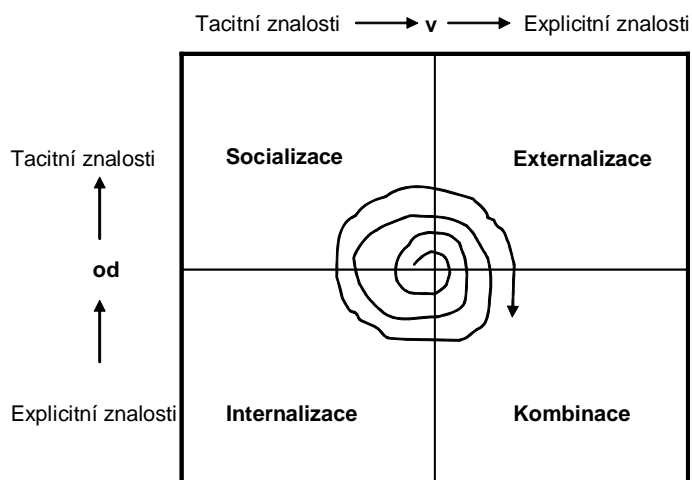 Tacitní znalosti v Explicitní znalosti
Tacitní znalosti
Socializace
Externalizace
od
Explicitní znalosti
Internalizace
Kombinace